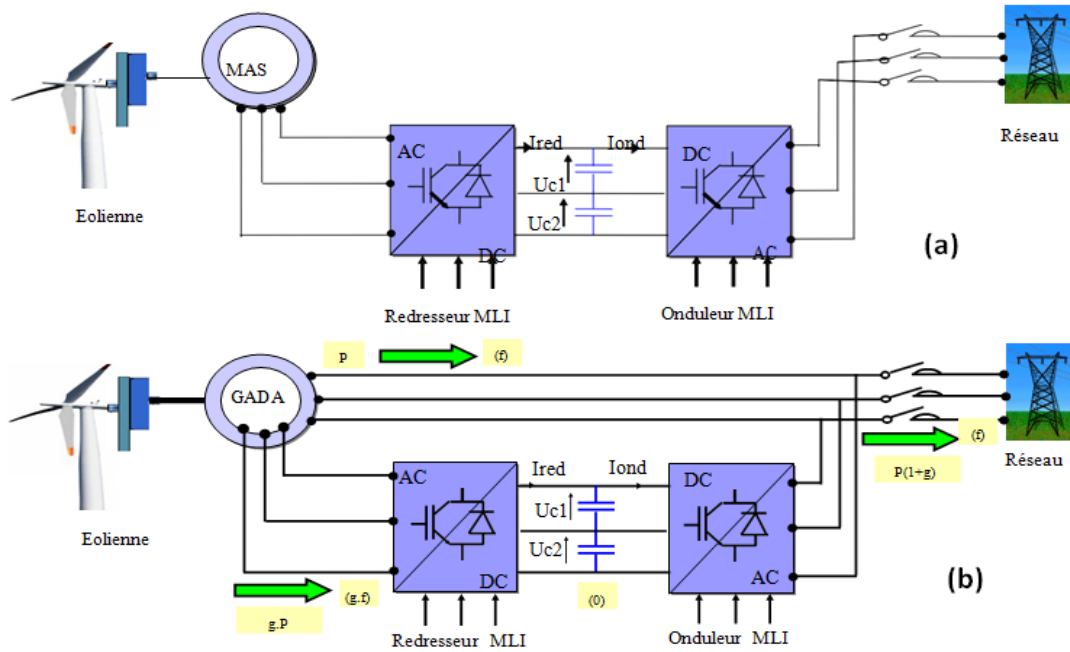 MAS
Réseau
AC
Ired
Iond
DC
Uc1
Uc2
Eolienne
DC
AC
(a)
Redresseur MLI
Onduleur MLI
P
(f)
GADA
(f)
P(1+g)
Réseau
AC
Ired
Iond
DC
Uc1
Uc2
Eolienne
DC
AC
(b)
(g.f)
(0)
g.P
Redresseur MLI
Onduleur MLI